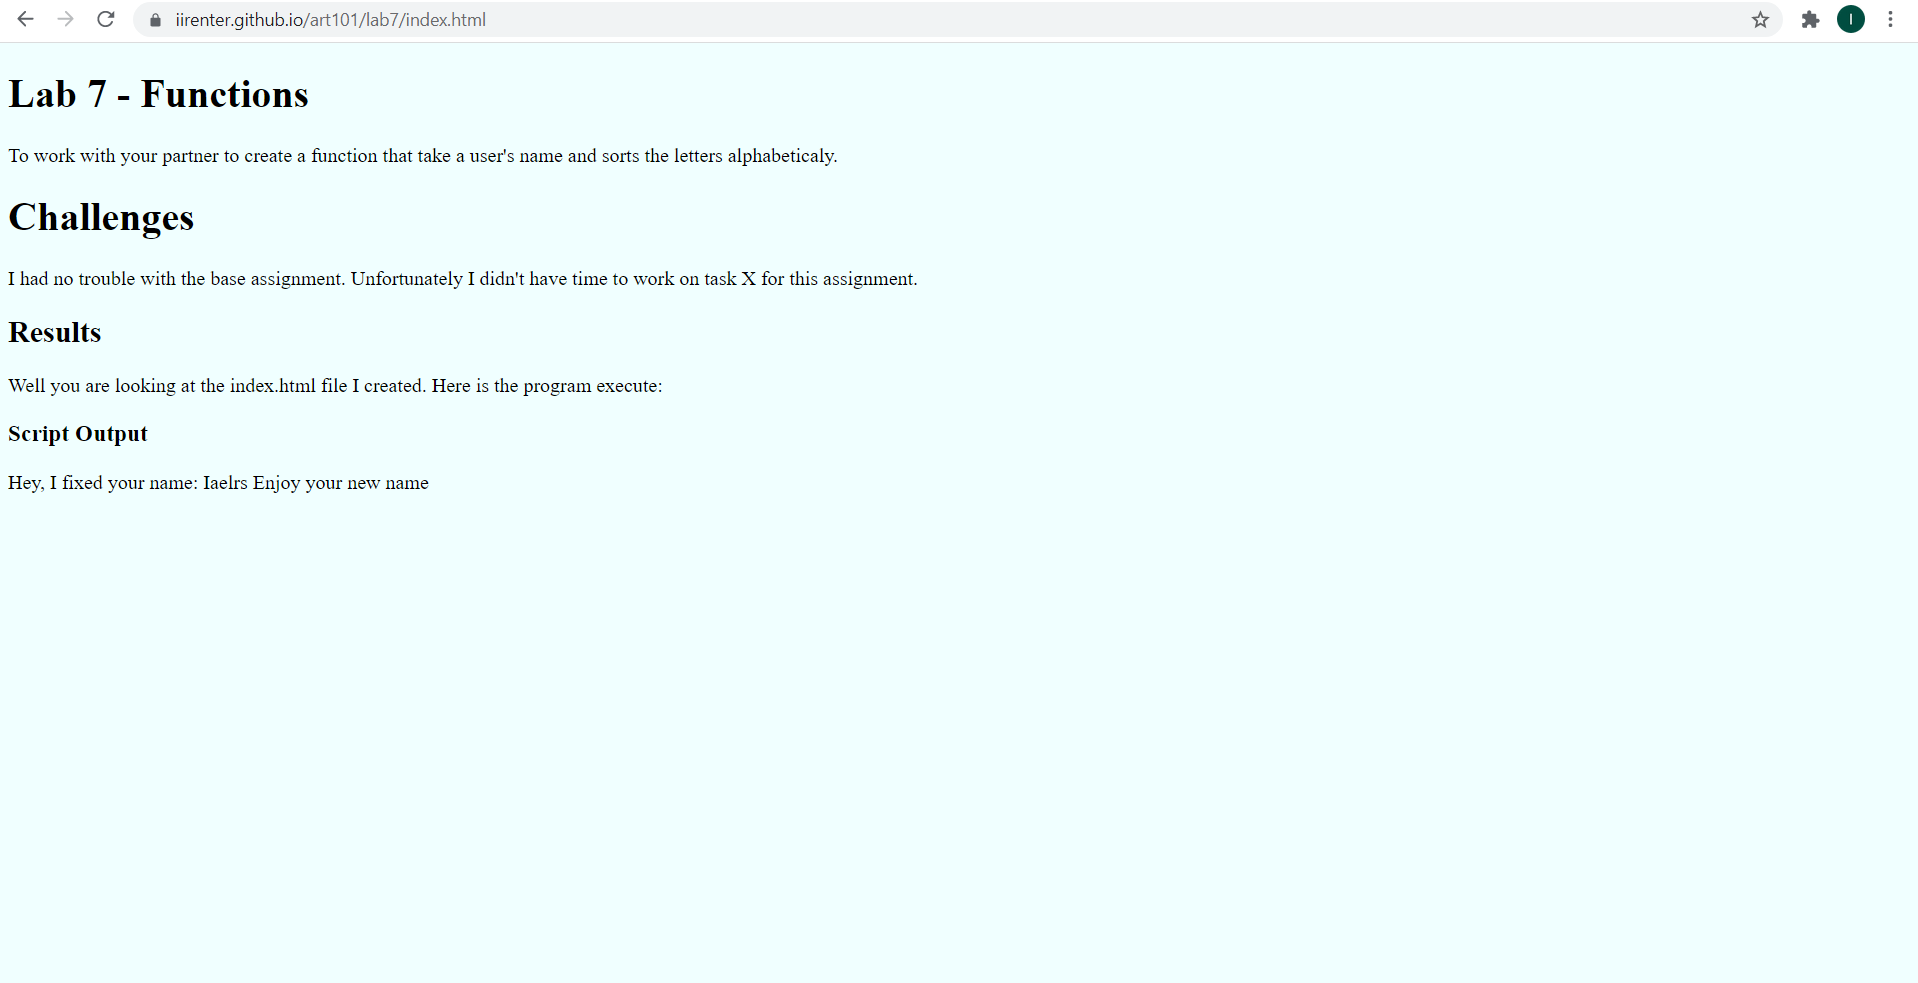 iirenter.github.io/art101/lab7/index.html
I
Lab 7 - Functions
To work with your partner to create a function that take a user's name and sorts the letters alphabeticaly.
Challenges
I had no trouble with the base assignment. Unfortunately I didn't have time to work on task X for this assignment.
Results
Well you are looking at the index.html file I created. Here is the program execute:
Script Output
Hey, I fixed your name: Iaelrs Enjoy your new name